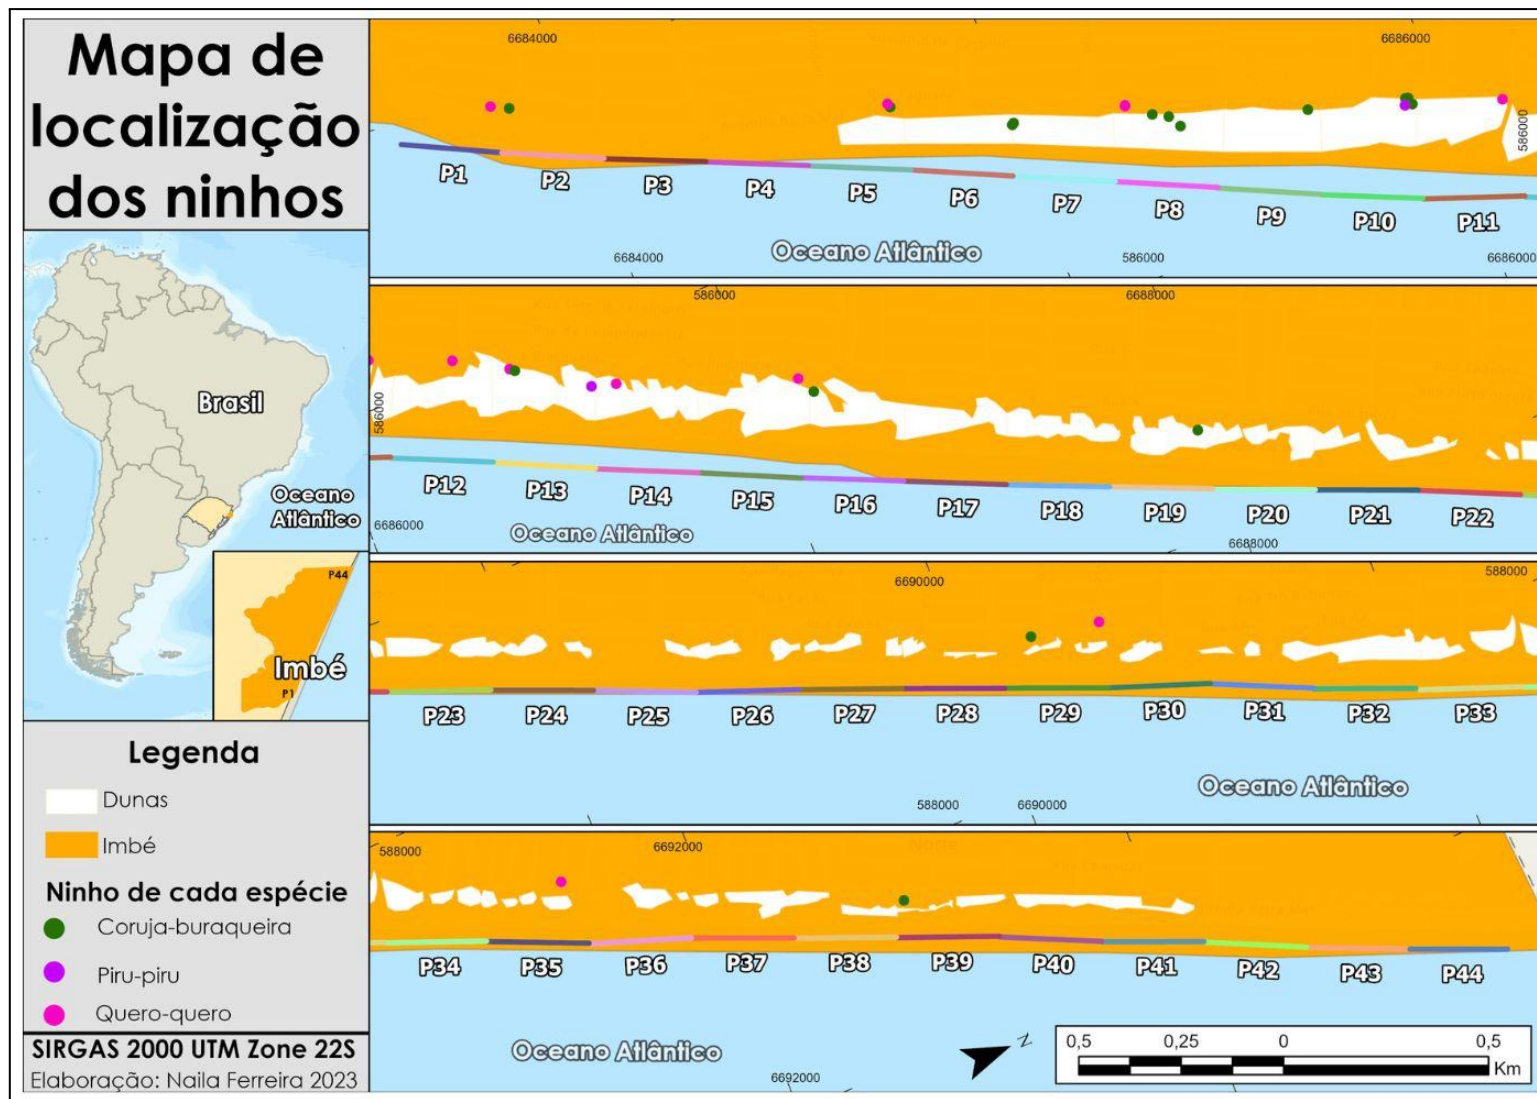 Mapa de
localização
dos ninhos
Brasil
Oceano
Atlântico
P44
Imbé
P1
Legenda
Dunas
Imbé
Ninho de cada espécie
Coruja-buraqueira
Piru-piru
Quero-quero
SIRGAS 2000 UTM Zone 22S
Elaboração: Naila Ferreira 2023
6684000
6686000
586000
P1 P2 P3 P4 P5 P6 P7 P8 P9 P10 P11
Oceano Atlântico
6684000
586000
6686000
586000
6688000
586000
P12 P13 P14 P15 P16 P17 P18 P19 P20 P21 P22
6686000
Oceano Atlântico
6688000
6690000
588000
P23 P24 P25 P26 P27 P28 P29 P30 P31 P32 P33
Oceano Atlântico
588000
6690000
588000
6692000
P34 P35 P36 P37 P38 P39 P40 P41 P42 P43 P44
Oceano Atlântico
6692000
N
0,5 0,25 0 0,5
Km